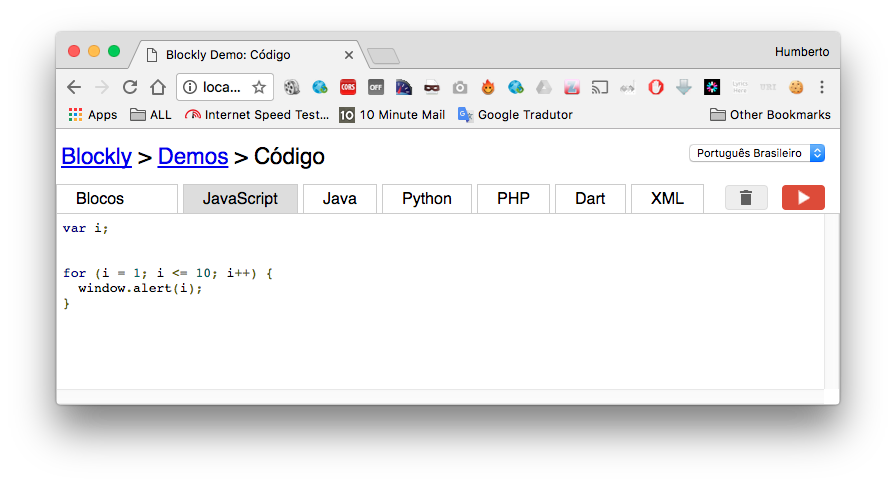 Blockly Demo: Código
Humberto
loca...
CORS
OFF
Apps
ALL
Internet Speed Test...
10
10 Minute Mail
Google Tradutor
Other Bookmarks
Blockly > Demos > Código
Português Brasileiro
Blocos
JavaScript
Java
Python
PHP
Dart
XML
var i;
for (i = 1; i <= 10; i++) {
window.alert(i);
}